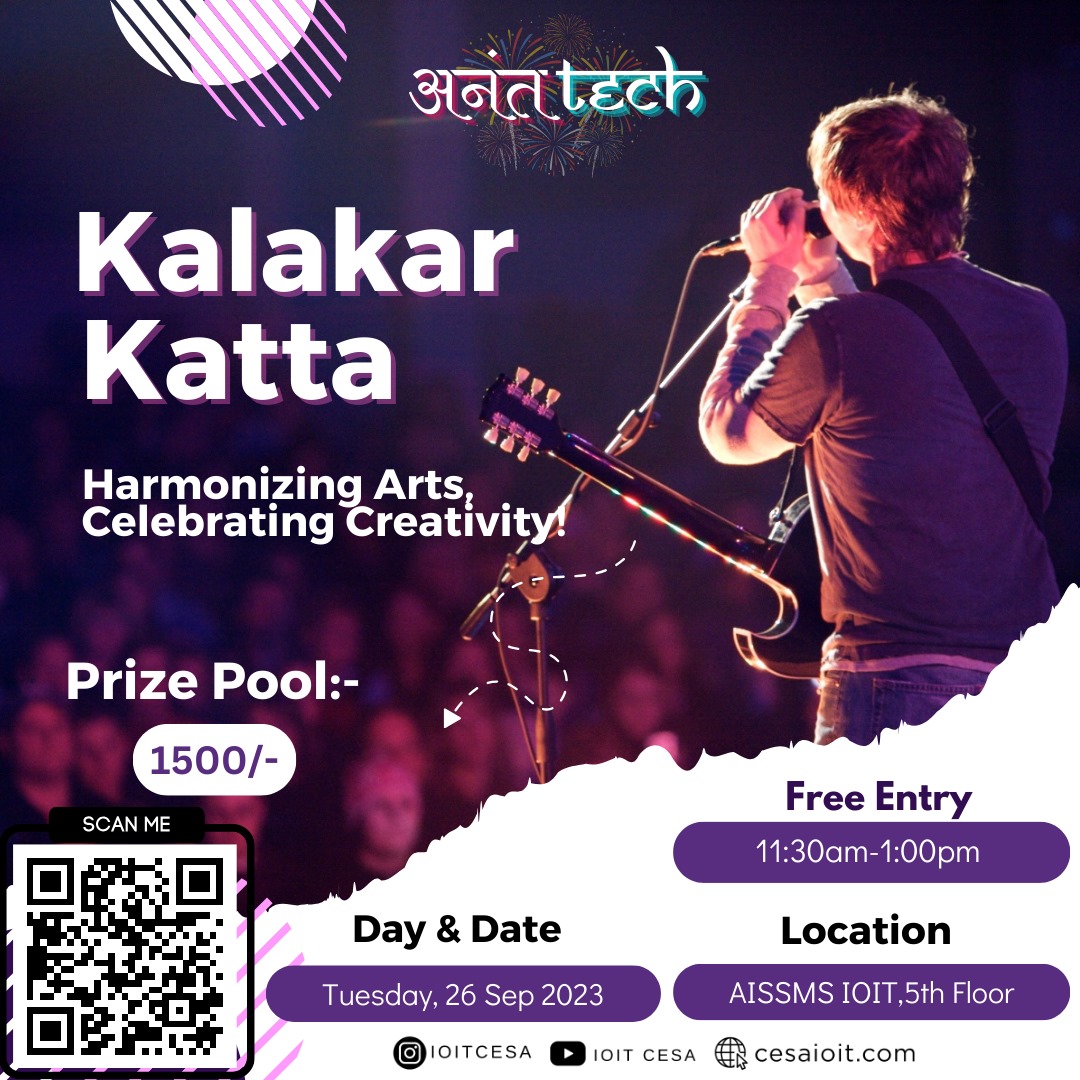 अनंत tech
Kalakar
Katta
Harmonizing Arts,
Celebrating Creativity!
Prize Pool:-
1500/-
SCAN ME
Free Entry
11:30am-1:00pm
Day & Date
Tuesday, 26 Sep 2023
Location
AISSMS IOIT,5th Floor
IOITCESA
IOIT CESA
cesaioit.com